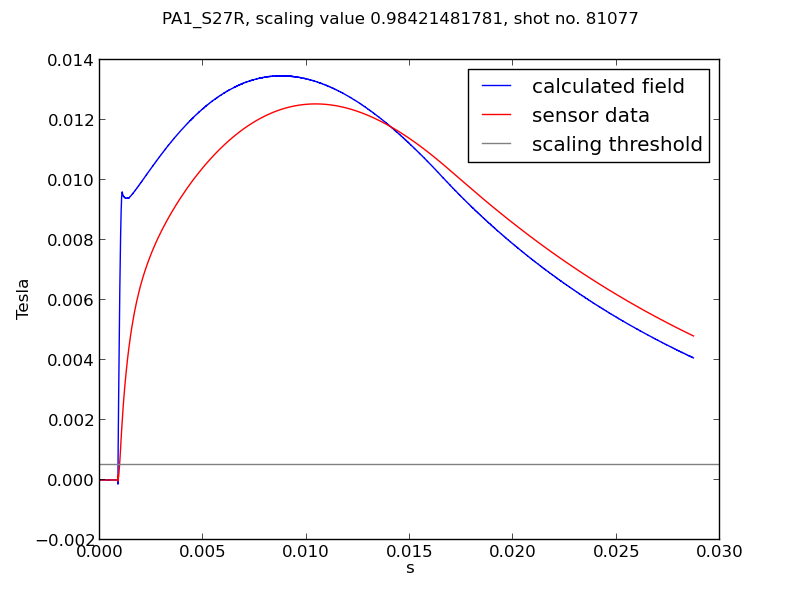 PA1_S27R, scaling value 0.98421481781, shot no. 81077
0.014
0.012
0.010
0.008
0.006
0.004
0.002
0.000
−0.002
Tesla
calculated field
sensor data
scaling threshold
0.000 0.005 0.010 0.015 0.020 0.025 0.030
s